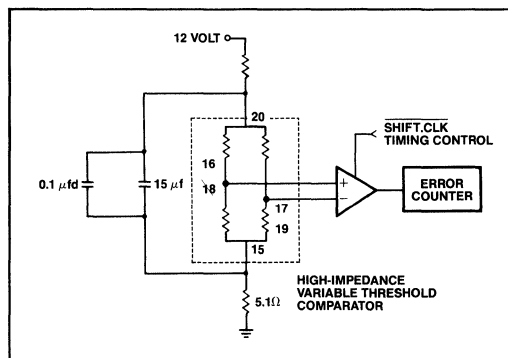 12 VOLT
20
SHIFT.CLK
TIMING CONTROL
16
0.1 µfd
15 µf
18
+
−
ERROR
COUNTER
17
19
15
HIGH-IMPEDANCE
VARIABLE THRESHOLD
COMPARATOR
5.1Ω